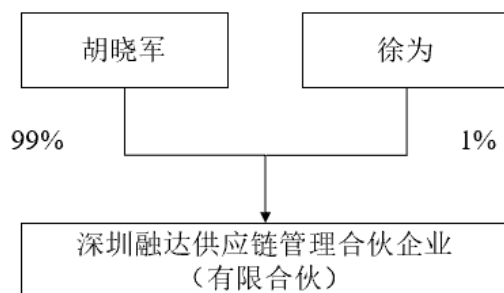 胡晓军
徐为
99%
1%
深圳融达供应链管理合伙企业
（有限合伙）